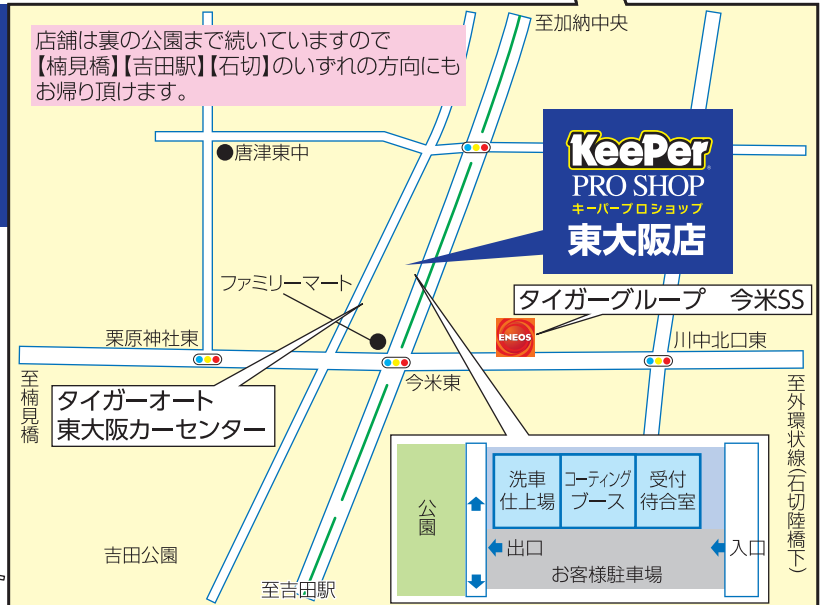 店舗は裏の公園まで続いていますので
【楠見橋】【吉田駅】【石切】のいずれの方向にも
お帰り頂けます。
至加納中央
唐津東中
KeePer
PRO SHOP
キーパープロショップ
東大阪店
ファミリーマート
タイガーグループ 今米SS
ENEOS
栗原神社東
川中北口東
今米東
至楠見橋
タイガーオート
東大阪カーセンター
至外環状線(石切陸橋下)
洗車
仕上場
コーティング
ブース
受付
待合室
公園
出口
入口
お客様駐車場
吉田公園
至吉田駅